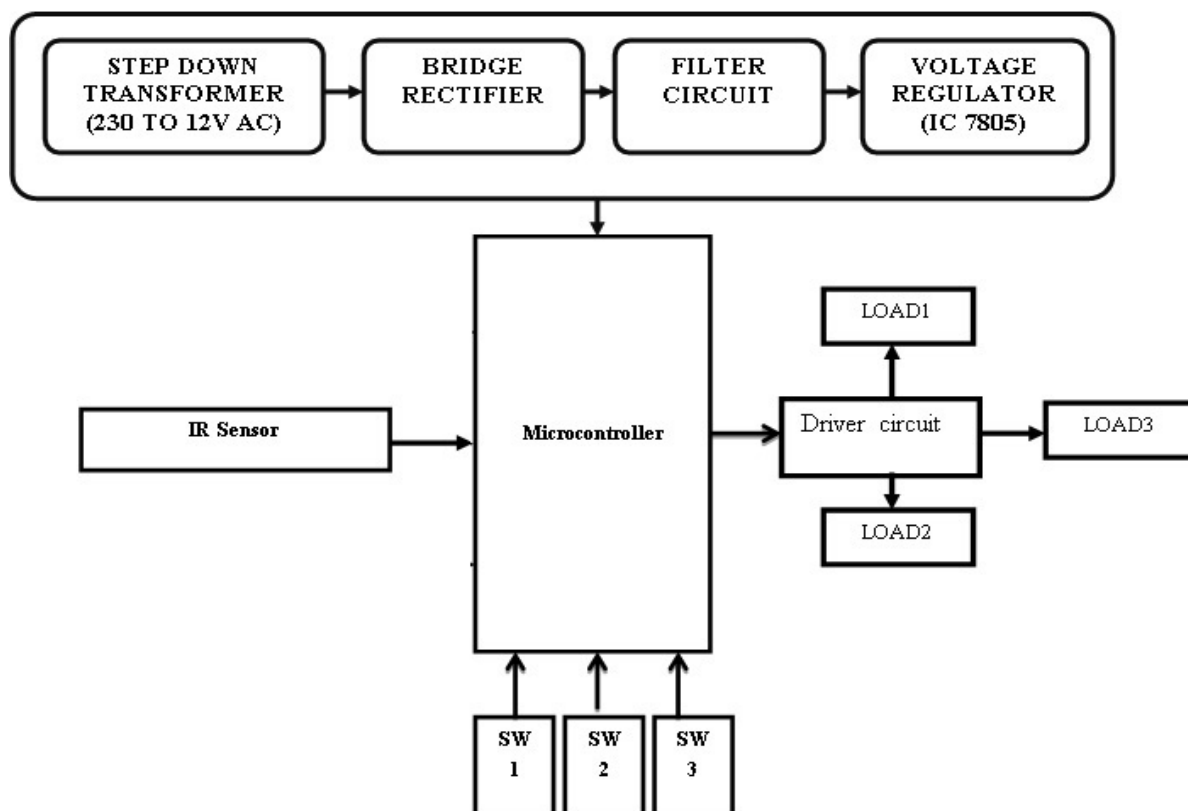 STEP DOWN
TRANSFORMER
(230 TO 12V AC)
BRIDGE
RECTIFIER
FILTER
CIRCUIT
VOLTAGE
REGULATOR
(IC 7805)
LOAD1
IR Sensor
Microcontroller
Driver circuit
LOAD3
LOAD2
SW
1
SW
2
SW
3